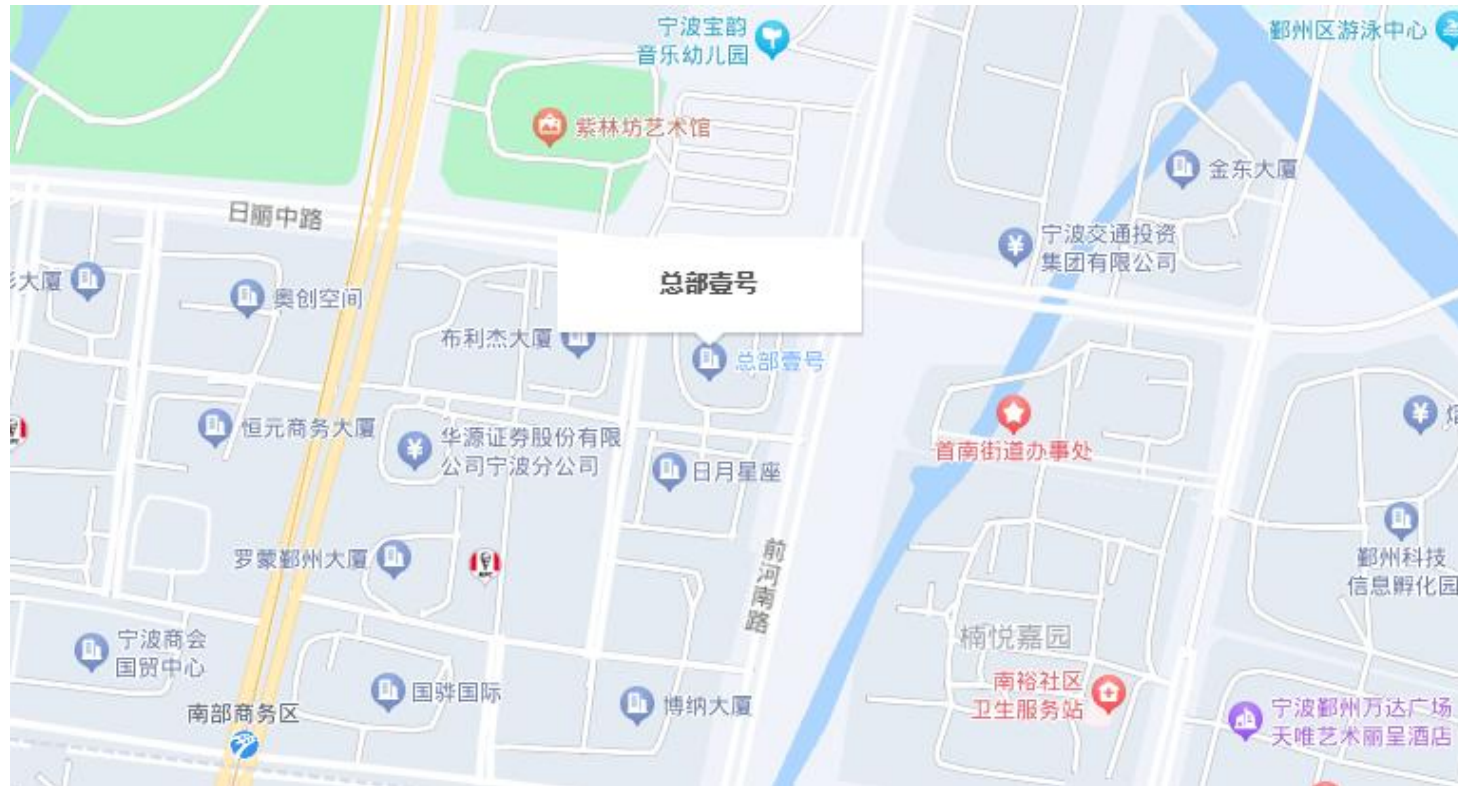 宁波宝韵
音乐幼儿园
鄞州区游泳中心
紫林坊艺术馆
金东大厦
日丽中路
宁波交通投资
集团有限公司
大厦
奥创空间
总部壹号
布利杰大厦
总部壹号
恒元商务大厦
华源证券股份有限
公司宁波分公司
首南街道办事处
日月星座
前河南路
罗蒙鄞州大厦
鄞州科技
信息孵化园
宁波商会
国贸中心
楠悦嘉园
国骅国际
南裕社区
卫生服务站
博纳大厦
南部商务区
宁波鄞州万达广场
天唯艺术丽呈酒店